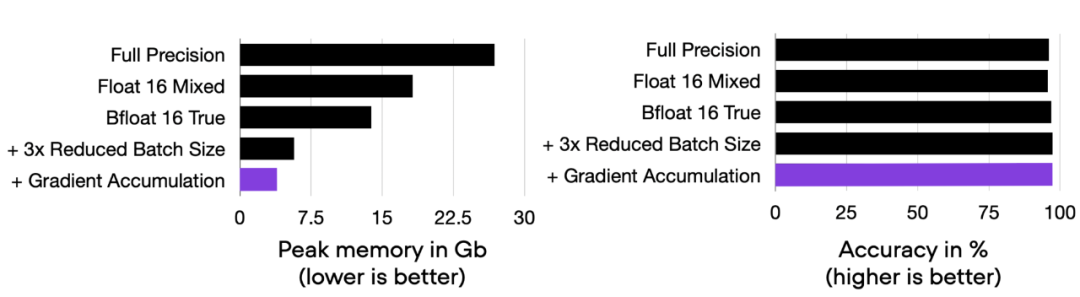 Full Precision
Float 16 Mixed
Bfloat 16 True
+ 3x Reduced Batch Size
+ Gradient Accumulation
0 7.5 15 22.5 30
Peak memory in Gb
(lower is better)
Full Precision
Float 16 Mixed
Bfloat 16 True
+ 3x Reduced Batch Size
+ Gradient Accumulation
0 25 50 75 100
Accuracy in %
(higher is better)